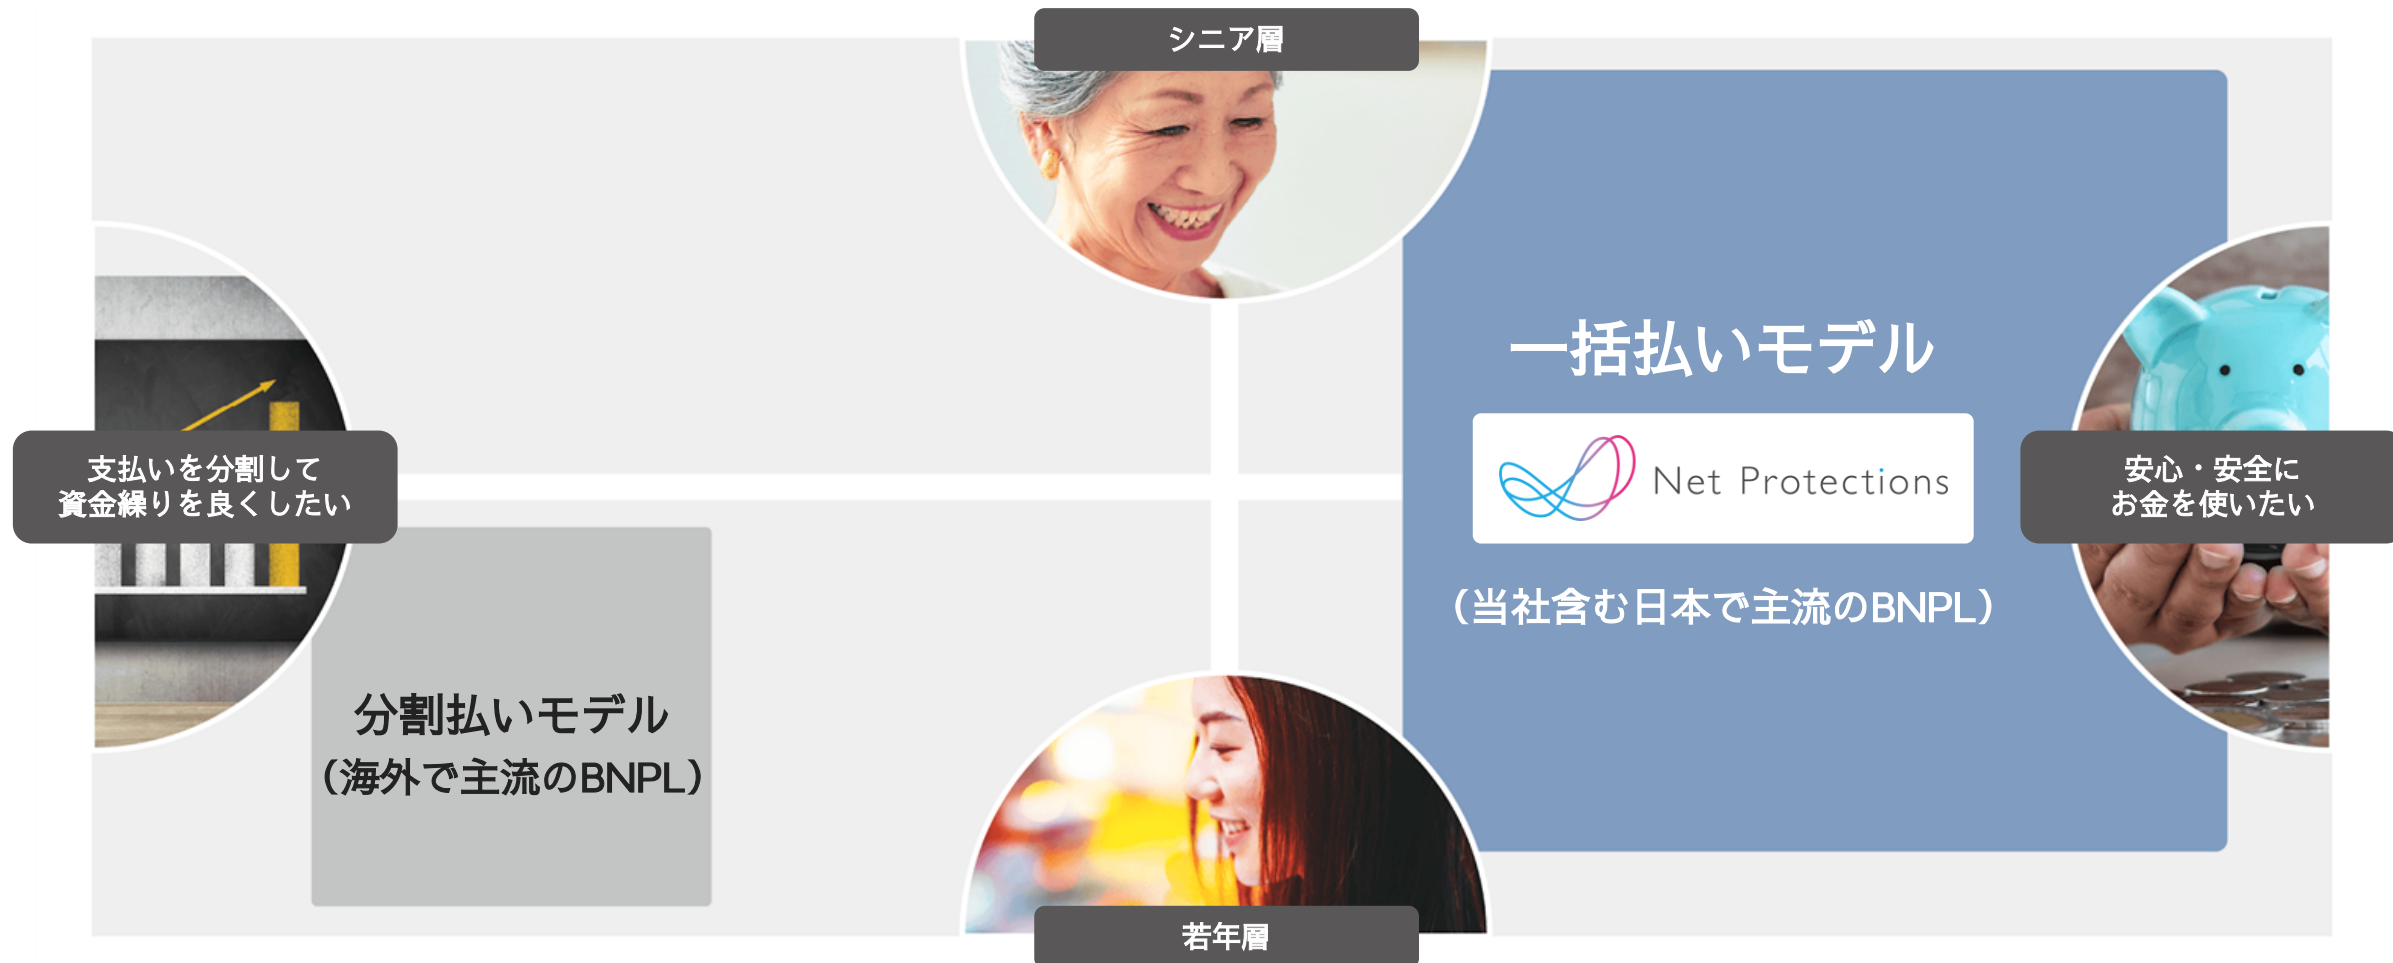 シニア層
支払いを分割して
資金繰りを良くしたい
一括払いモデル
Net Protections
（当社含む日本で主流のBNPL）
安心・安全に
お金を使いたい
分割払いモデル
（海外で主流のBNPL）
若年層